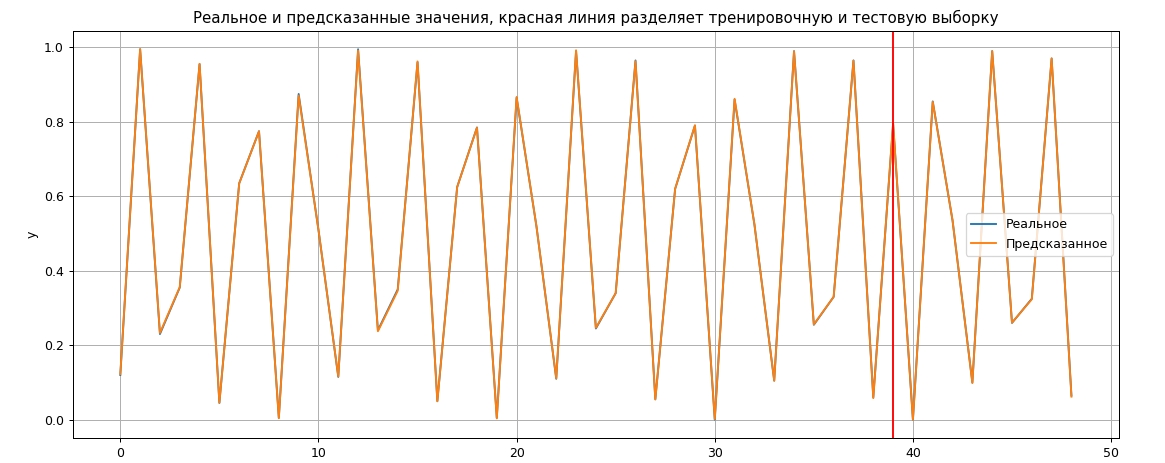 Реальное и предсказанные значения, красная линия разделяет тренировочную и тестовую выборку
1.0
0.8
0.6
y
0.4
0.2
0.0
Реальное
Предсказанное
0 10 20 30 40 50